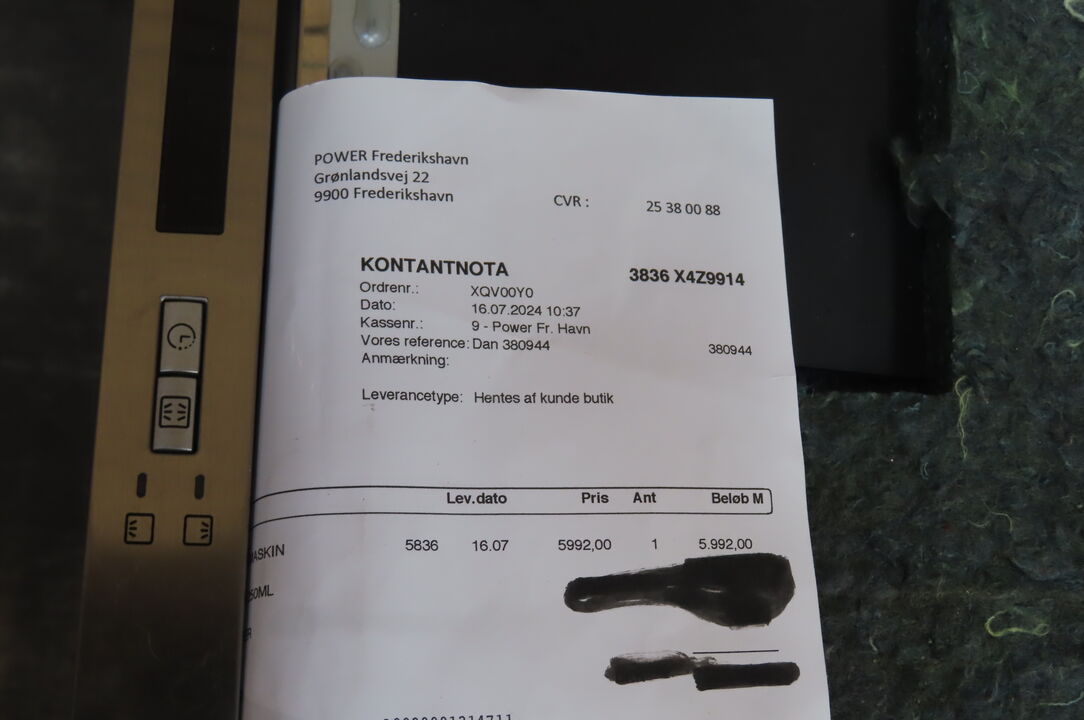 POWER Frederikshavn
Grønlandsvej 22
9900 Frederikshavn
CVR : 25 38 00 88
KONTANTNOTA 3836 X4Z9914
Ordrenr.: XQV00Y0
Dato: 16.07.2024 10:37
Kassenr.: 9 - Power Fr. Havn
Vores reference: Dan 380944 380944
Anmærkning:
Leverancetype: Hentes af kunde butik
Lev.dato Pris Ant Beløb M
ASKIN 5836 16.07 5992,00 1 5.992,00
50ML
R